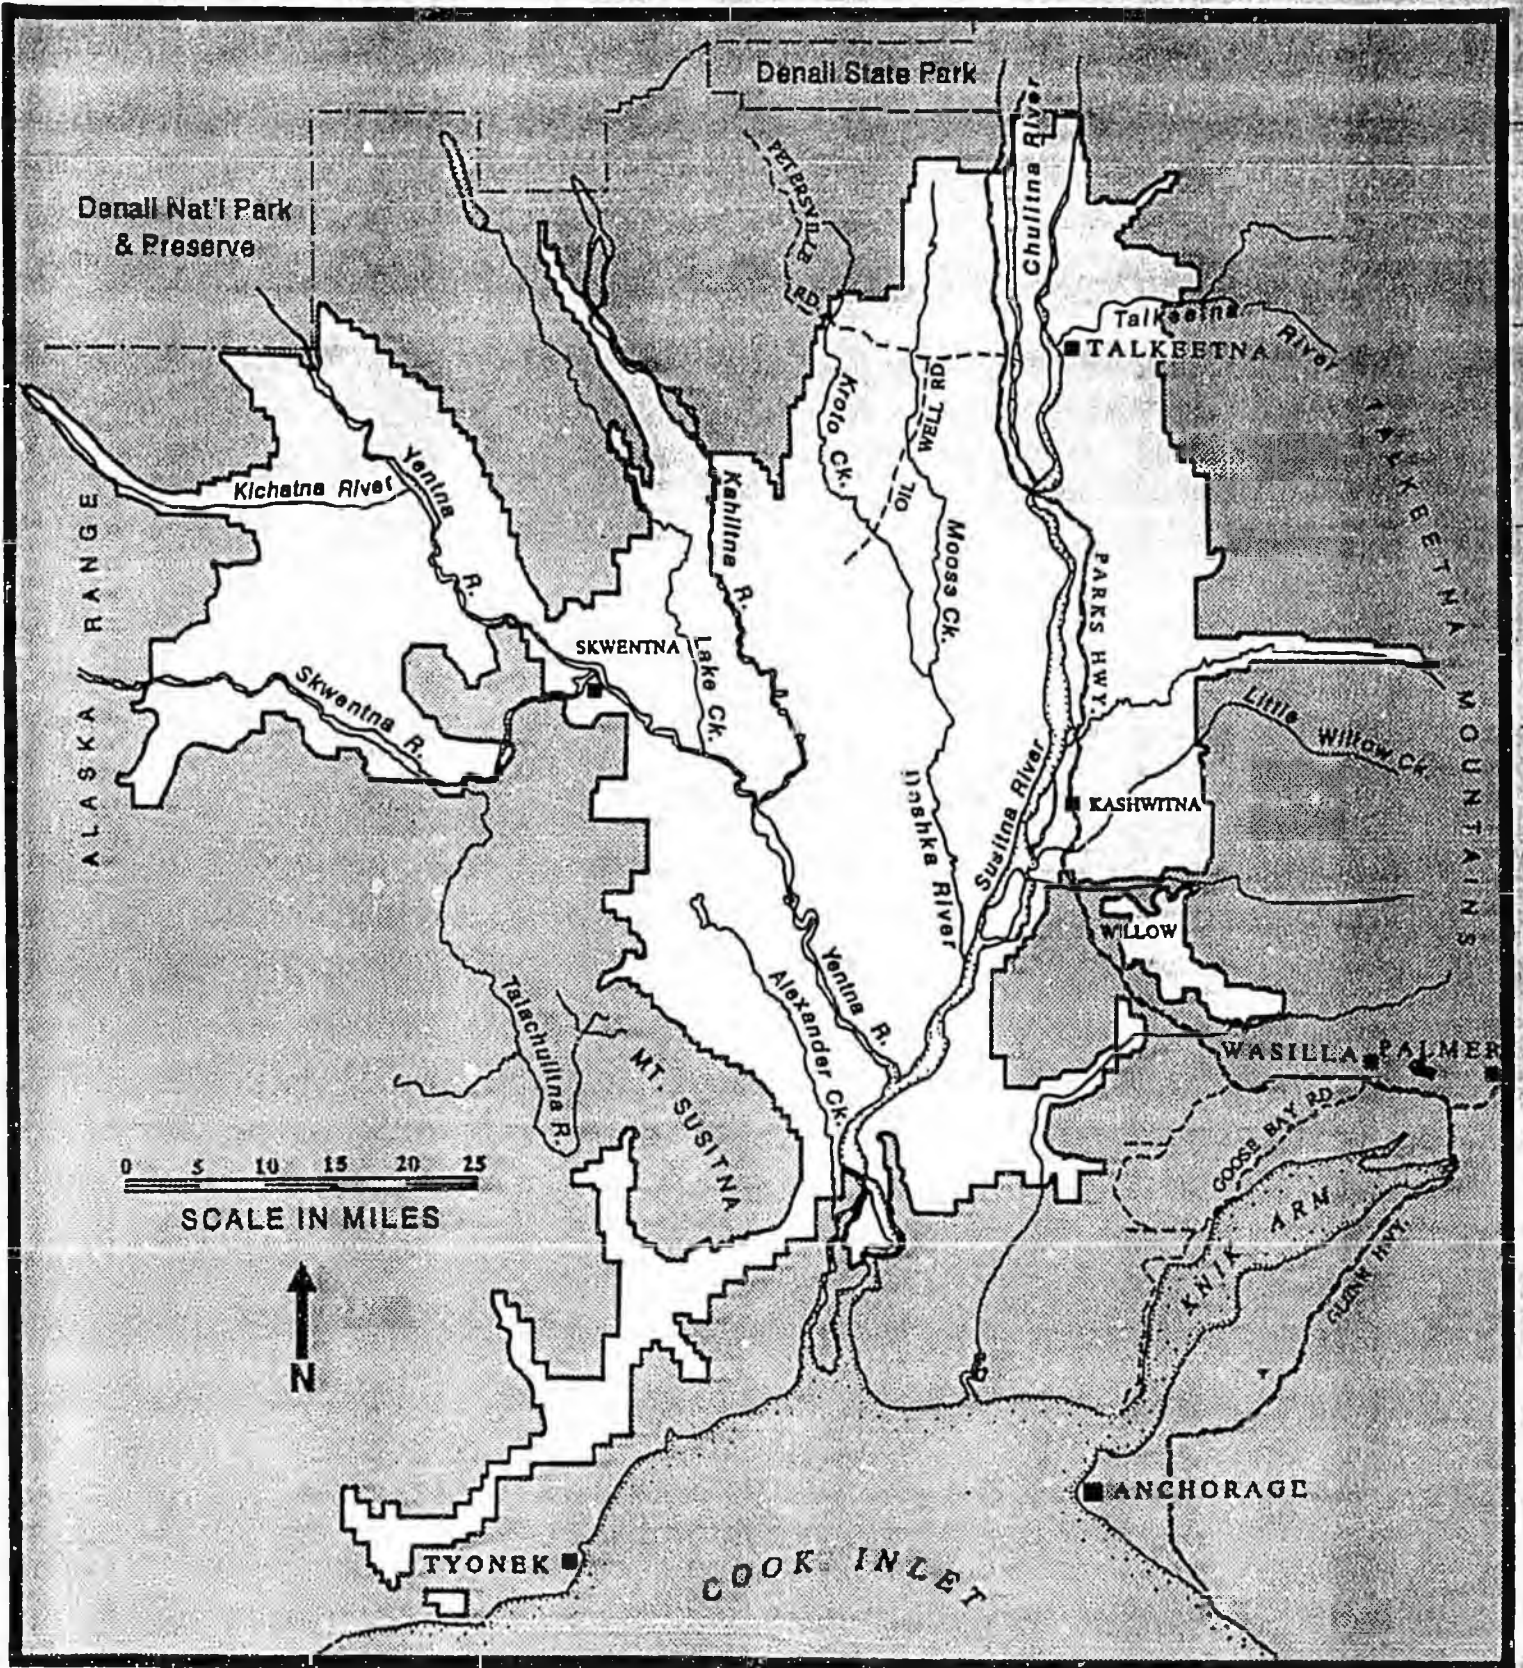 Denali State Park
Chulitna River
PETERSVILLE
RD.
Denali Nat'l Park
& Preserve
Talkeetna
River
TALKEETNA
Kroto Ck.
WELL RD
OIL
Yentna
R.
Kichatna River
Kahiltna R.
Moose Ck.
PARKS HWY.
TALKEETNA MOUNTAINS
ALASKA RANGE
SKWENTNA
Lake Ck.
Skwentna R.
Little
Willow Ck.
Susitna River
KASHWITNA
Deshka River
WILLOW
Yentna R.
Alexander Ck.
Talachulitna R.
MT. SUSITNA
WASILLA
PALMER
GOOSE BAY RD.
0 5 10 15 20 25
SCALE IN MILES
KNIK ARM
GLENN HWY.
N
ANCHORAGE
TYONEK
COOK INLET